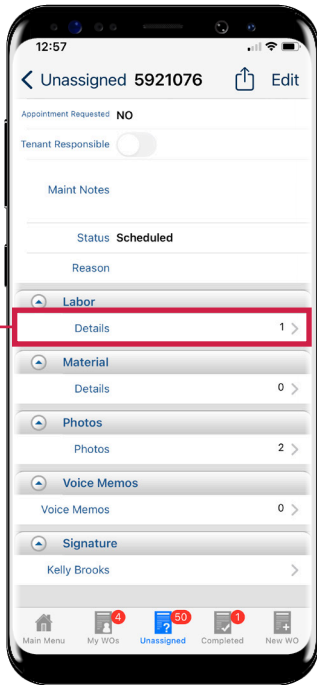 12:57
Unassigned 5921076 Edit
Appointment Requested NO
Tenant Responsible
Maint Notes
Status Scheduled
Reason
Labor
Details 1
Material
Details 0
Photos
Photos 2
Voice Memos
Voice Memos 0
Signature
Kelly Brooks
4 50 ? 1
Main Menu My WOs Unassigned Completed New WO